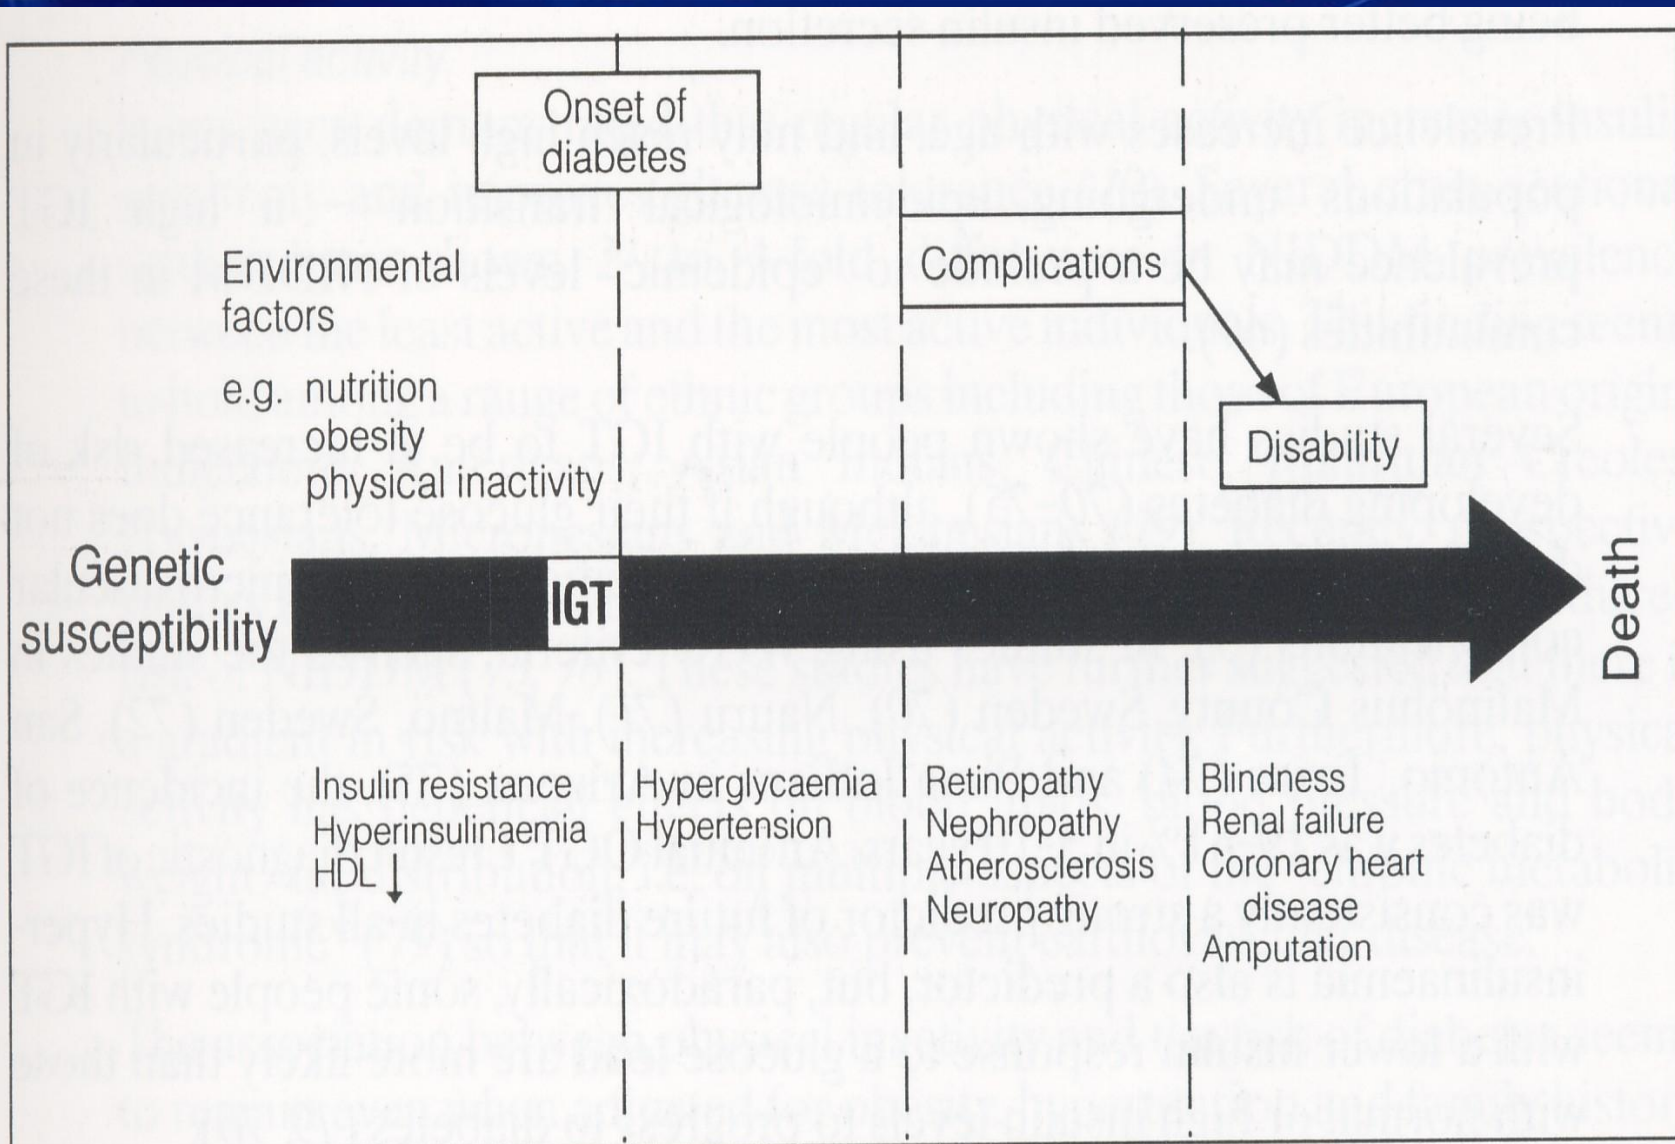 Onset of
diabetes
Environmental
factors
e.g. nutrition
obesity
physical inactivity
Complications
Disability
Genetic
susceptibility
IGT
Death
Insulin resistance
Hyperinsulinaemia
HDL ↓
Hyperglycaemia
Hypertension
Retinopathy
Nephropathy
Atherosclerosis
Neuropathy
Blindness
Renal failure
Coronary heart
disease
Amputation